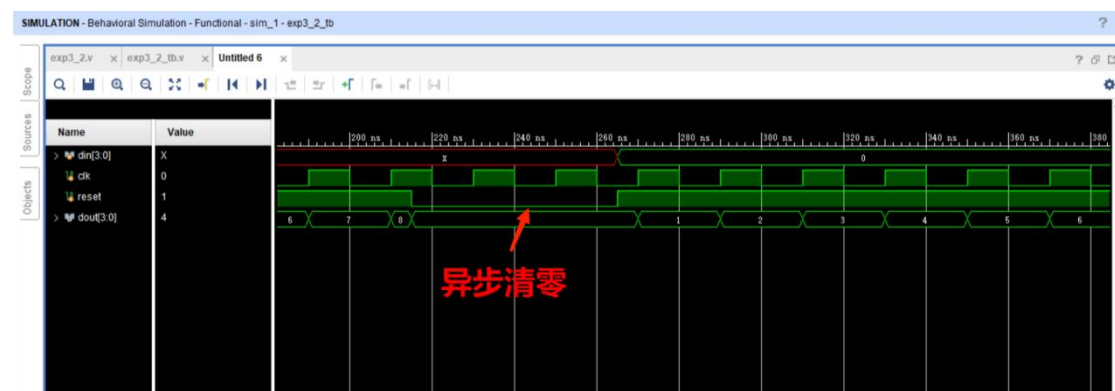 SIMULATION - Behavioral Simulation - Functional - sim_1 - exp3_2_tb ?
exp3_2.v × exp3_2_tb.v × Untitled 6 × ?
Scope
Sources
Objects
Name Value
200 ns 220 ns 240 ns 260 ns 280 ns 300 ns 320 ns 340 ns 360 ns 380
> din[3:0] X X 0
clk 0
reset 1
> dout[3:0] 4 6 7 8 1 2 3 4 5 6
异步清零